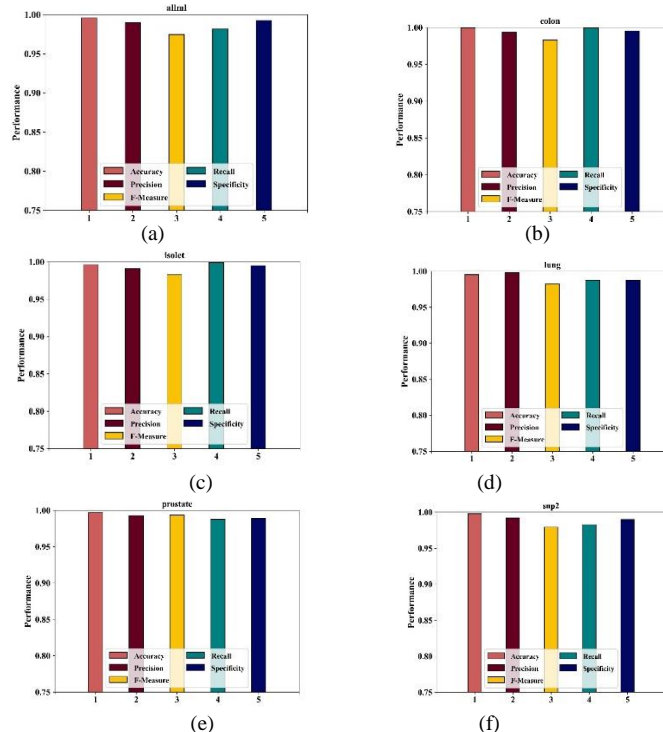 allml
colon
1.00
0.95
0.90
0.85
0.80
0.75
Performance
Accuracy
Precision
F-Measure
Recall
Specificity
1 2 3 4 5
(a)
1.00
0.95
0.90
0.85
0.80
0.75
Performance
Accuracy
Precision
F-Measure
Recall
Specificity
1 2 3 4 5
(b)
isolet
lung
1.00
0.95
0.90
0.85
0.80
0.75
Performance
Accuracy
Precision
F-Measure
Recall
Specificity
1 2 3 4 5
(c)
1.00
0.95
0.90
0.85
0.80
0.75
Performance
Accuracy
Precision
F-Measure
Recall
Specificity
1 2 3 4 5
(d)
prostate
snp2
1.00
0.95
0.90
0.85
0.80
0.75
Performance
Accuracy
Precision
F-Measure
Recall
Specificity
1 2 3 4 5
(e)
1.00
0.95
0.90
0.85
0.80
0.75
Performance
Accuracy
Precision
F-Measure
Recall
Specificity
1 2 3 4 5
(f)